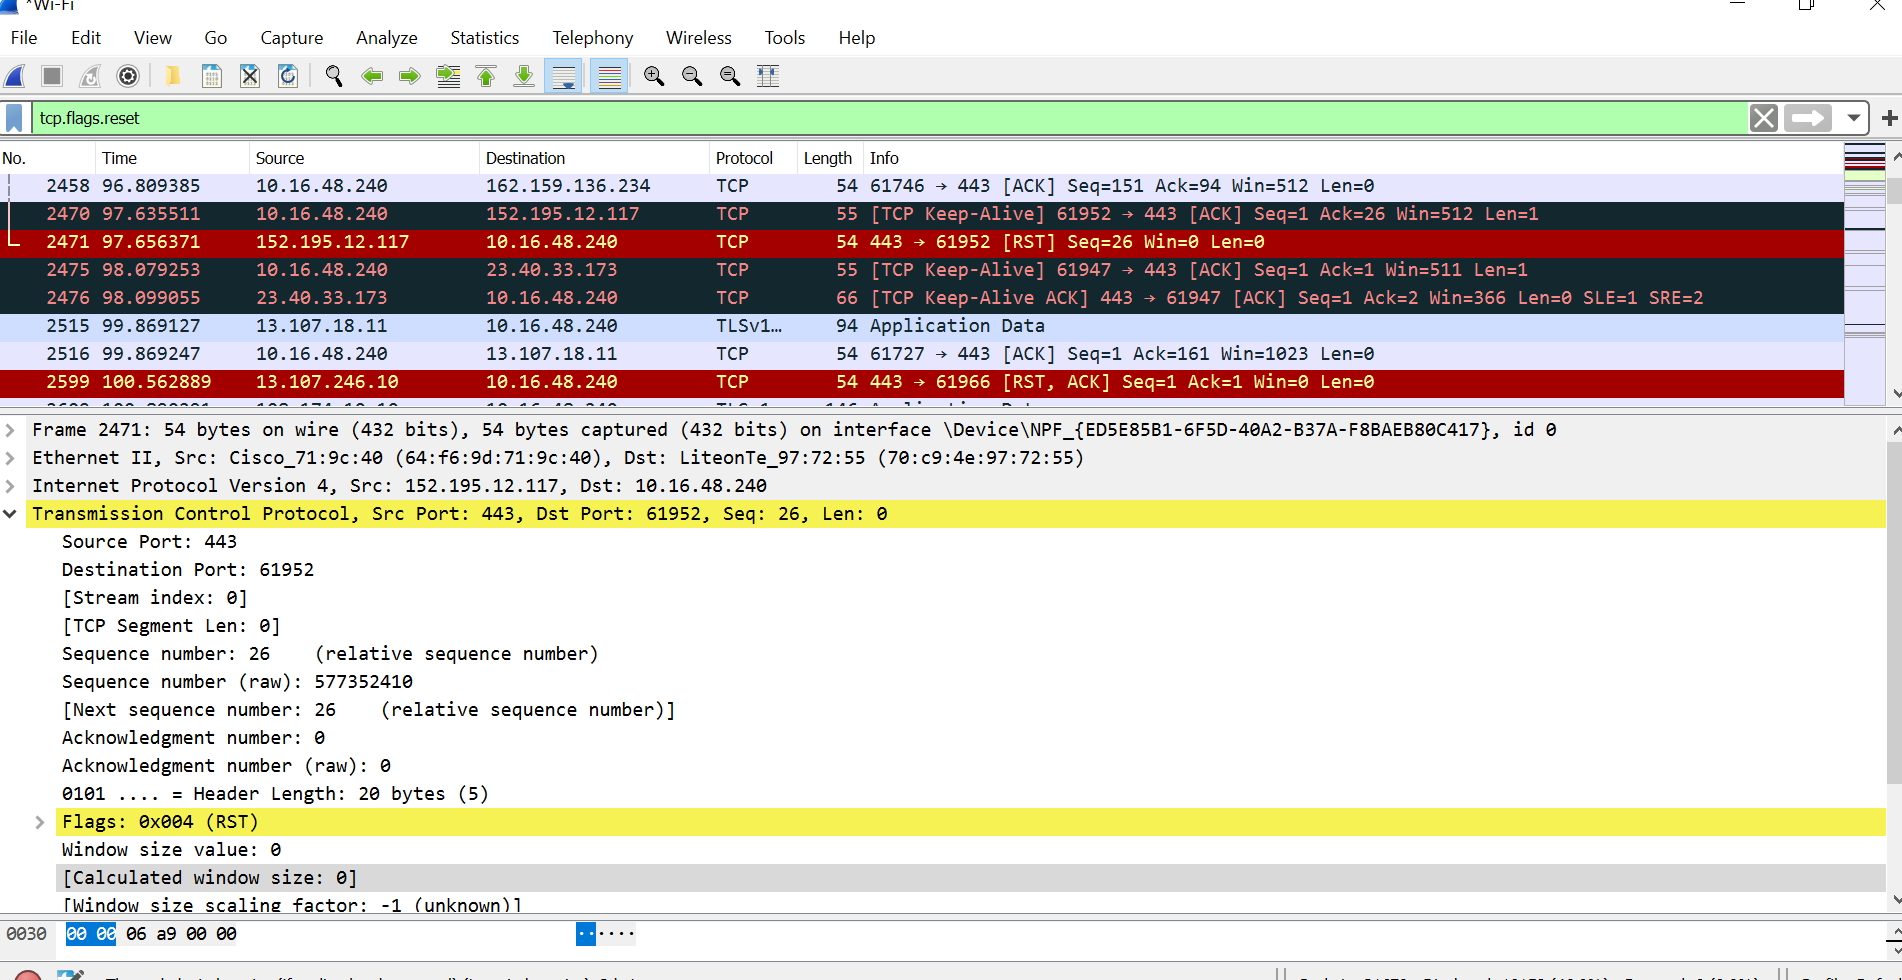 *Wi-Fi
File Edit View Go Capture Analyze Statistics Telephony Wireless Tools Help
tcp.flags.reset
No. Time Source Destination Protocol Length Info
2458 96.809385 10.16.48.240 162.159.136.234 TCP 54 61746 → 443 [ACK] Seq=151 Ack=94 Win=512 Len=0
2470 97.635511 10.16.48.240 152.195.12.117 TCP 55 [TCP Keep-Alive] 61952 → 443 [ACK] Seq=1 Ack=26 Win=512 Len=1
2471 97.656371 152.195.12.117 10.16.48.240 TCP 54 443 → 61952 [RST] Seq=26 Win=0 Len=0
2475 98.079253 10.16.48.240 23.40.33.173 TCP 55 [TCP Keep-Alive] 61947 → 443 [ACK] Seq=1 Ack=1 Win=511 Len=1
2476 98.099055 23.40.33.173 10.16.48.240 TCP 66 [TCP Keep-Alive ACK] 443 → 61947 [ACK] Seq=1 Ack=2 Win=366 Len=0 SLE=1 SRE=2
2515 99.869127 13.107.18.11 10.16.48.240 TLSv1… 94 Application Data
2516 99.869247 10.16.48.240 13.107.18.11 TCP 54 61727 → 443 [ACK] Seq=1 Ack=161 Win=1023 Len=0
2599 100.562889 13.107.246.10 10.16.48.240 TCP 54 443 → 61966 [RST, ACK] Seq=1 Ack=1 Win=0 Len=0
Frame 2471: 54 bytes on wire (432 bits), 54 bytes captured (432 bits) on interface \Device\NPF_{ED5E85B1-6F5D-40A2-B37A-F8BAEB80C417}, id 0
Ethernet II, Src: Cisco_71:9c:40 (64:f6:9d:71:9c:40), Dst: LiteonTe_97:72:55 (70:c9:4e:97:72:55)
Internet Protocol Version 4, Src: 152.195.12.117, Dst: 10.16.48.240
Transmission Control Protocol, Src Port: 443, Dst Port: 61952, Seq: 26, Len: 0
Source Port: 443
Destination Port: 61952
[Stream index: 0]
[TCP Segment Len: 0]
Sequence number: 26 (relative sequence number)
Sequence number (raw): 577352410
[Next sequence number: 26 (relative sequence number)]
Acknowledgment number: 0
Acknowledgment number (raw): 0
0101 .... = Header Length: 20 bytes (5)
Flags: 0x004 (RST)
Window size value: 0
[Calculated window size: 0]
[Window size scaling factor: -1 (unknown)]
0030 00 00 06 a9 00 00 ······